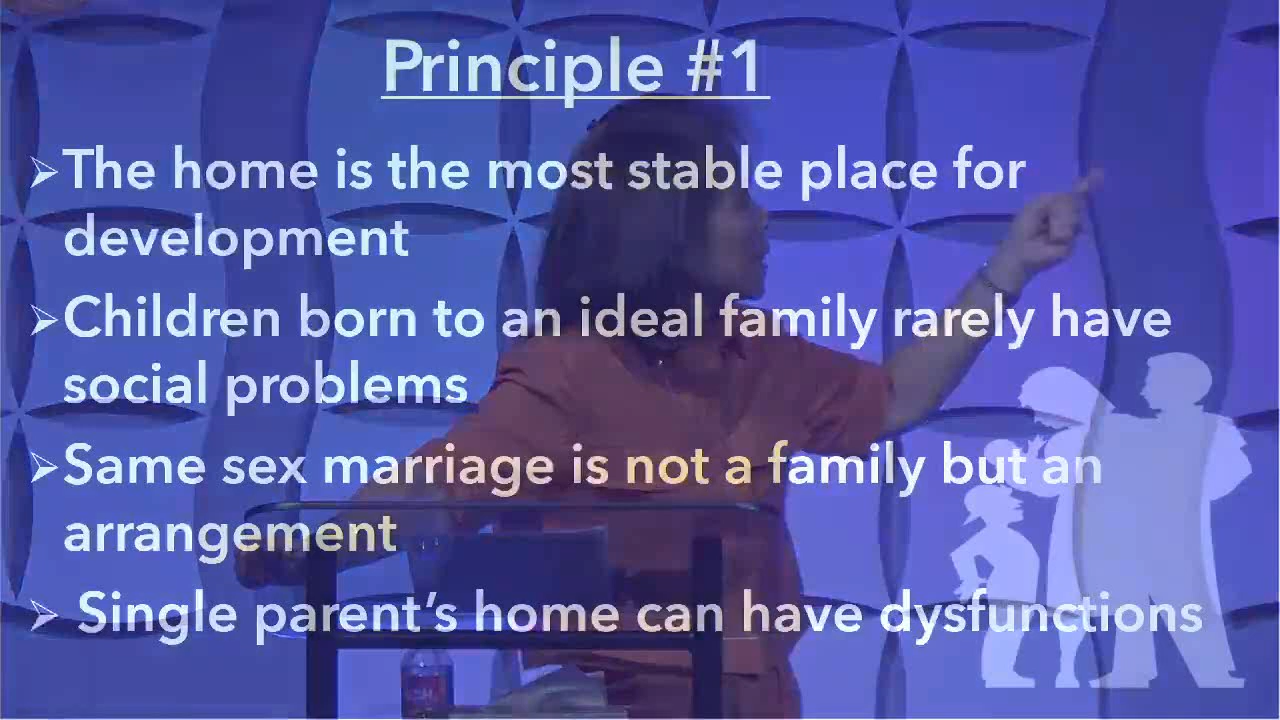 Principle #1
➢The home is the most stable place for
development
➢Children born to an ideal family rarely have
social problems
➢Same sex marriage is not a family but an
arrangement
➢ Single parent’s home can have dysfunctions